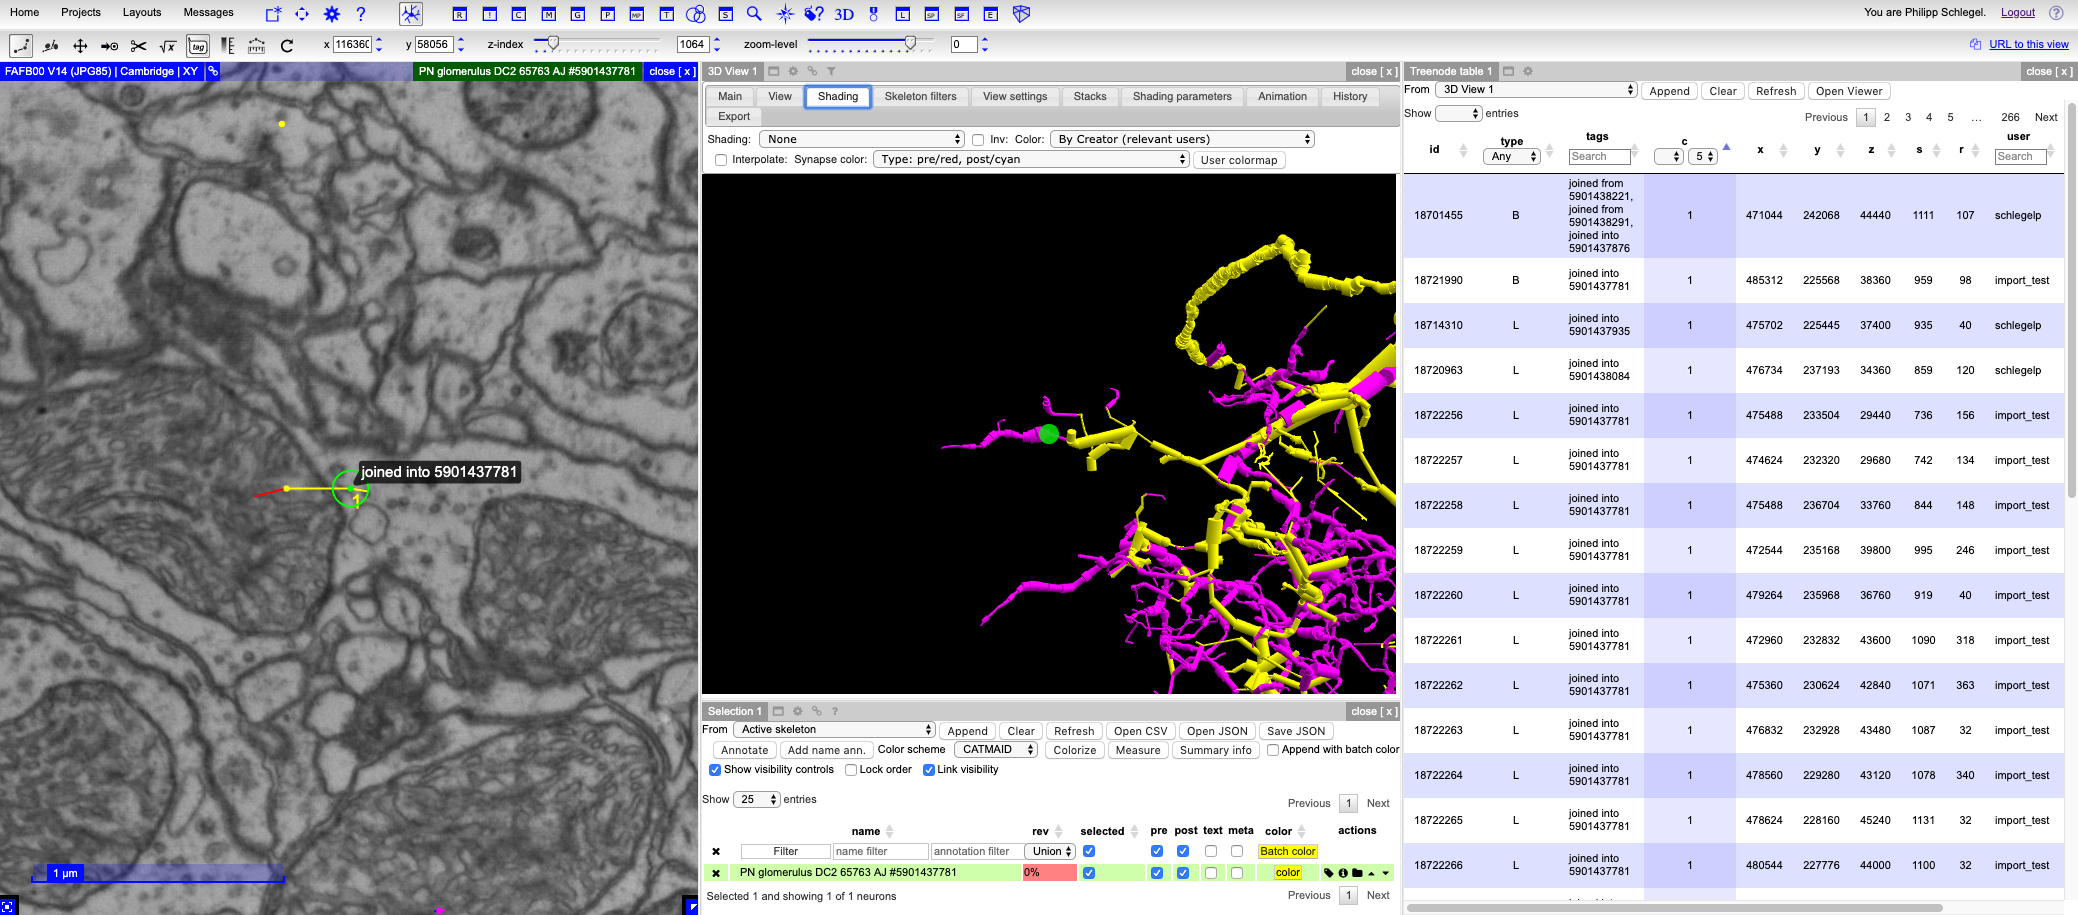 Home Projects Layouts Messages
R ! C M G P MP T S 3D L SP SF E
You are Philipp Schlegel. Logout ?
tag x 116360 y 58056 z-index 1064 zoom-level 0 URL to this view
FAFB00 V14 (JPG85) | Cambridge | XY
PN glomerulus DC2 65763 AJ #5901437781 close [ x ]
joined into 5901437781
1
1 µm
3D View 1 close [ x ]
Main View Shading Skeleton filters View settings Stacks Shading parameters Animation History
Export
Shading: None Inv: Color: By Creator (relevant users)
Interpolate: Synapse color: Type: pre/red, post/cyan User colormap
Selection 1 ? close [ x ]
From Active skeleton Append Clear Refresh Open CSV Open JSON Save JSON
Annotate Add name ann. Color scheme CATMAID Colorize Measure Summary info Append with batch color
Show visibility controls Lock order Link visibility
Show 25 entries
Previous 1 Next
name rev selected pre post text meta color actions
Filter name filter annotation filter Union Batch color
PN glomerulus DC2 65763 AJ #5901437781 0% color
Selected 1 and showing 1 of 1 neurons
Previous 1 Next
Treenode table 1 close [ x ]
From 3D View 1 Append Clear Refresh Open Viewer
Show entries
Previous 1 2 3 4 5 … 266 Next
id type tags c x y z s r user
Any Search 5 Search
18701455 B joined from 5901438221, joined from 5901438291, joined into 5901437876 1 471044 242068 44440 1111 107 schlegelp
18721990 B joined into 5901437781 1 485312 225568 38360 959 98 import_test
18714310 L joined into 5901437935 1 475702 225445 37400 935 40 schlegelp
18720963 L joined into 5901438084 1 476734 237193 34360 859 120 schlegelp
18722256 L joined into 5901437781 1 475488 233504 29440 736 156 import_test
18722257 L joined into 5901437781 1 474624 232320 29680 742 134 import_test
18722258 L joined into 5901437781 1 475488 236704 33760 844 148 import_test
18722259 L joined into 5901437781 1 472544 235168 39800 995 246 import_test
18722260 L joined into 5901437781 1 479264 235968 36760 919 40 import_test
18722261 L joined into 5901437781 1 472960 232832 43600 1090 318 import_test
18722262 L joined into 5901437781 1 475360 230624 42840 1071 363 import_test
18722263 L joined into 5901437781 1 476832 232928 43480 1087 32 import_test
18722264 L joined into 5901437781 1 478560 229280 43120 1078 340 import_test
18722265 L joined into 5901437781 1 478624 228160 45240 1131 32 import_test
18722266 L joined into 5901437781 1 480544 227776 44000 1100 32 import_test